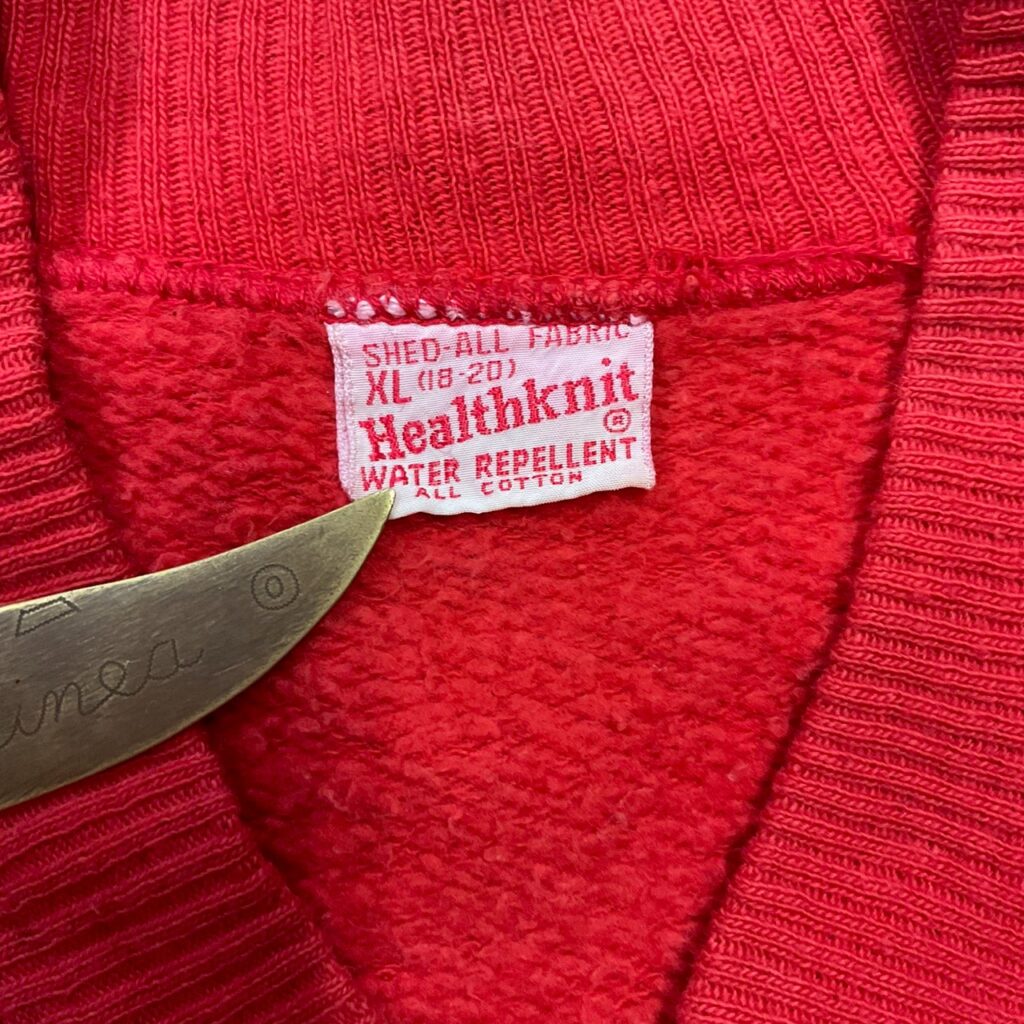 SHED-ALL FABRIC
XL (18-20)
Healthknit
®
WATER REPELLENT
ALL COTTON